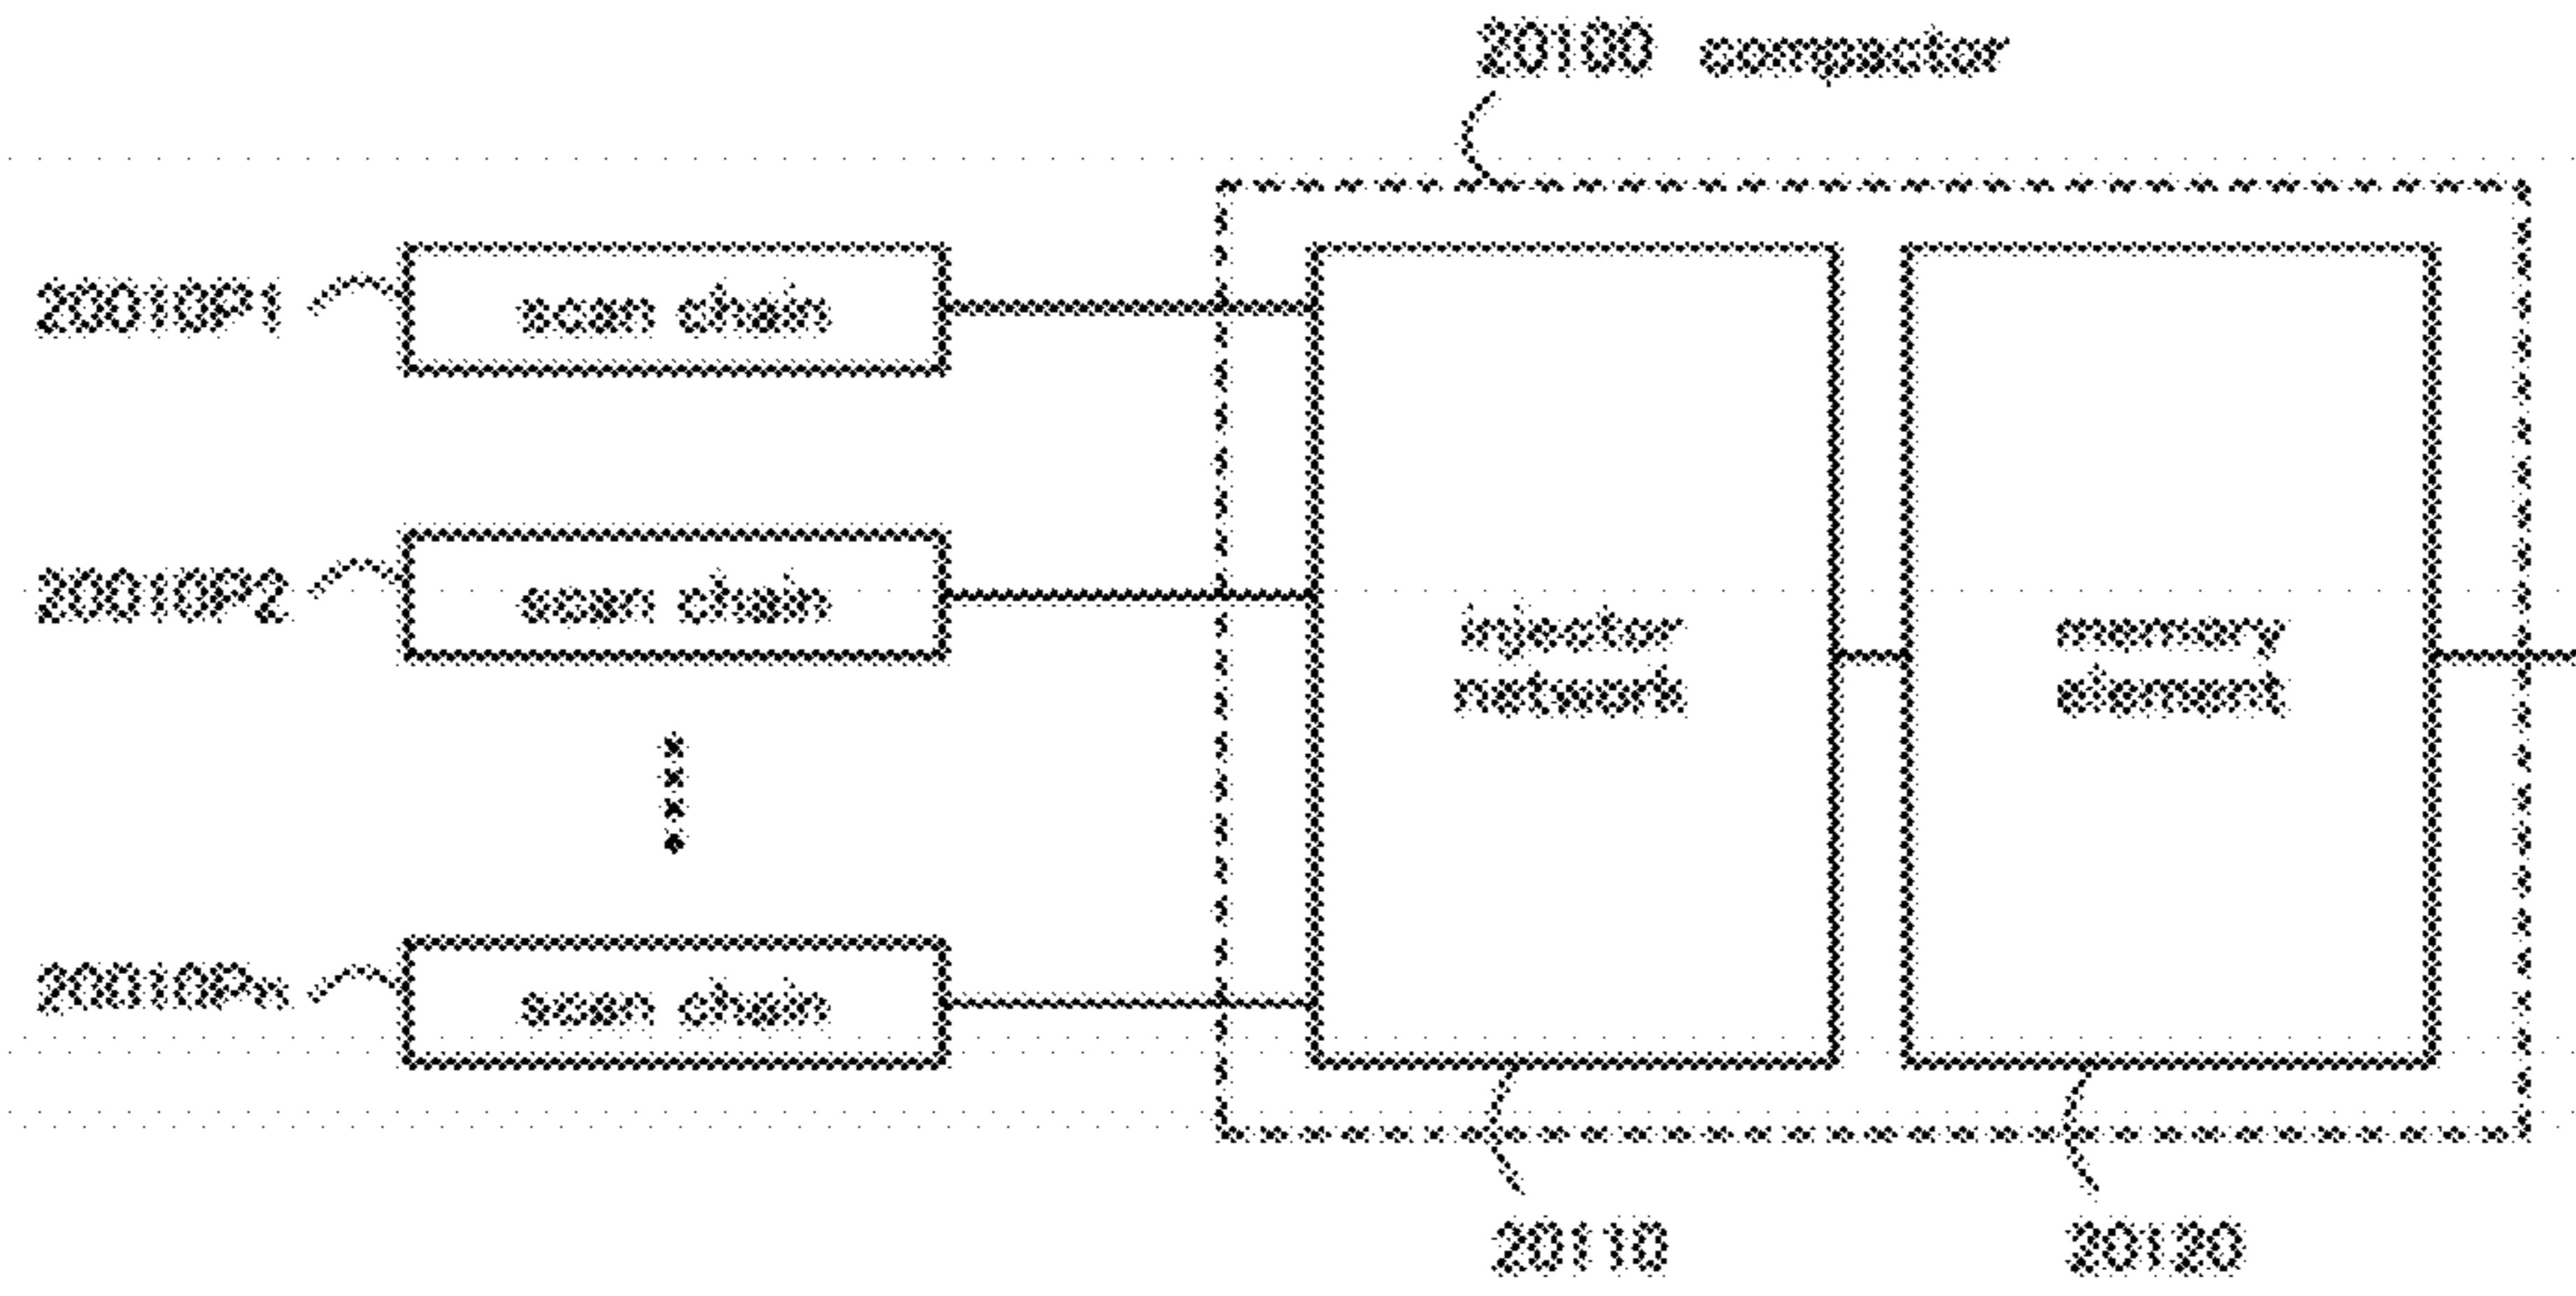 20100 compactor
20010P1
scan chain
20010P2
scan chain
injector
network
memory
element
20010Pn
scan chain
20110
20120